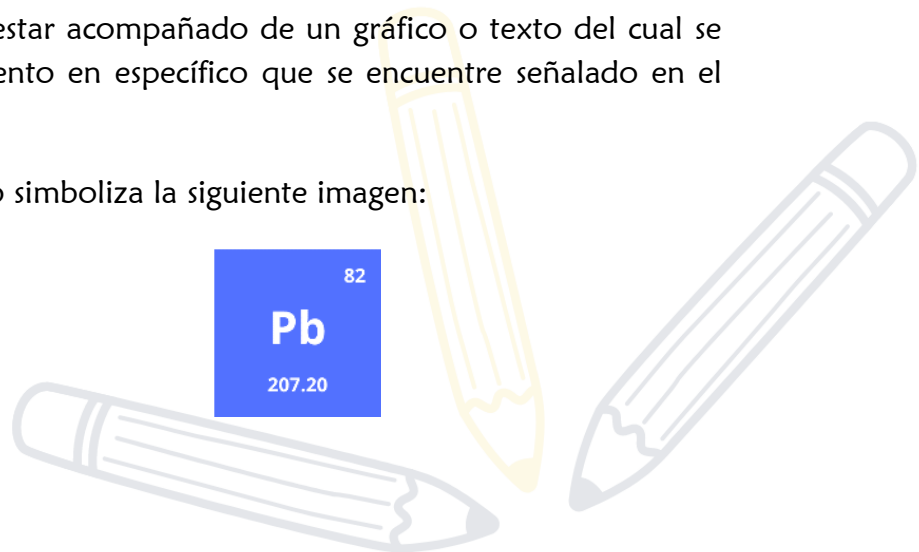 estar acompañado de un gráfico o texto del cual se
ento en específico que se encuentre señalado en el
o simboliza la siguiente imagen:
82
Pb
207.20